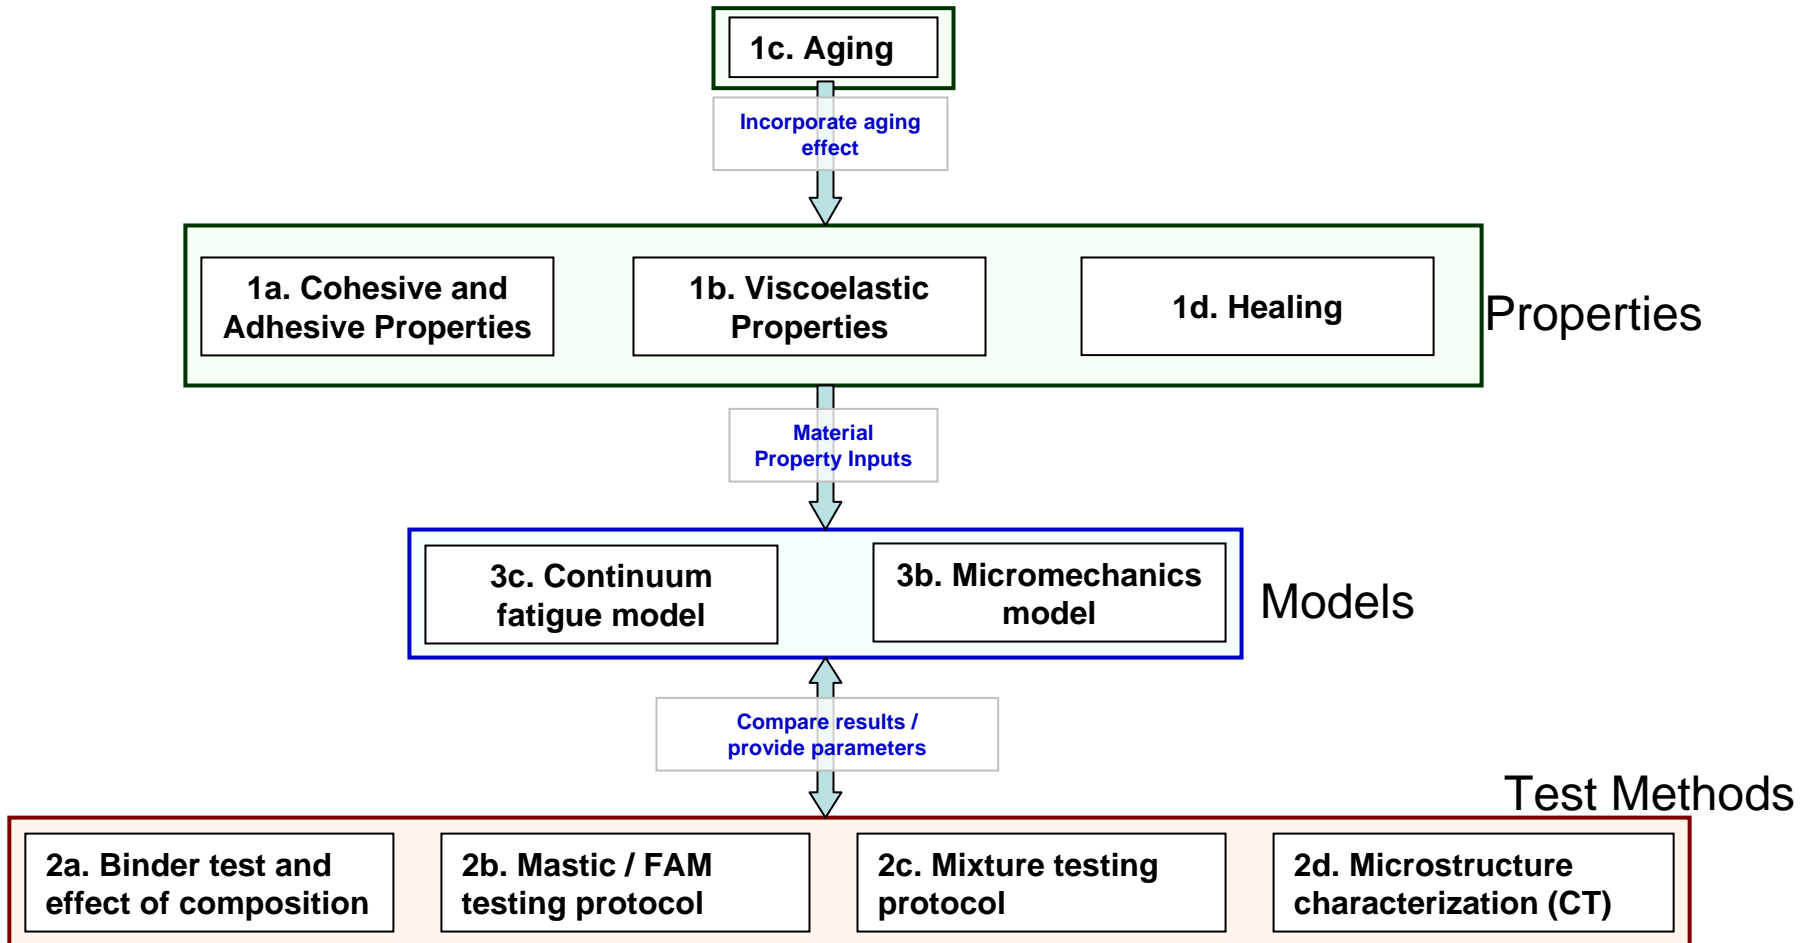 1c. Aging
Incorporate aging
effect
1a. Cohesive and
Adhesive Properties
1b. Viscoelastic
Properties
1d. Healing
Properties
Material
Property Inputs
3c. Continuum
fatigue model
3b. Micromechanics
model
Models
Compare results /
provide parameters
Test Methods
2a. Binder test and
effect of composition
2b. Mastic / FAM
testing protocol
2c. Mixture testing
protocol
2d. Microstructure
characterization (CT)